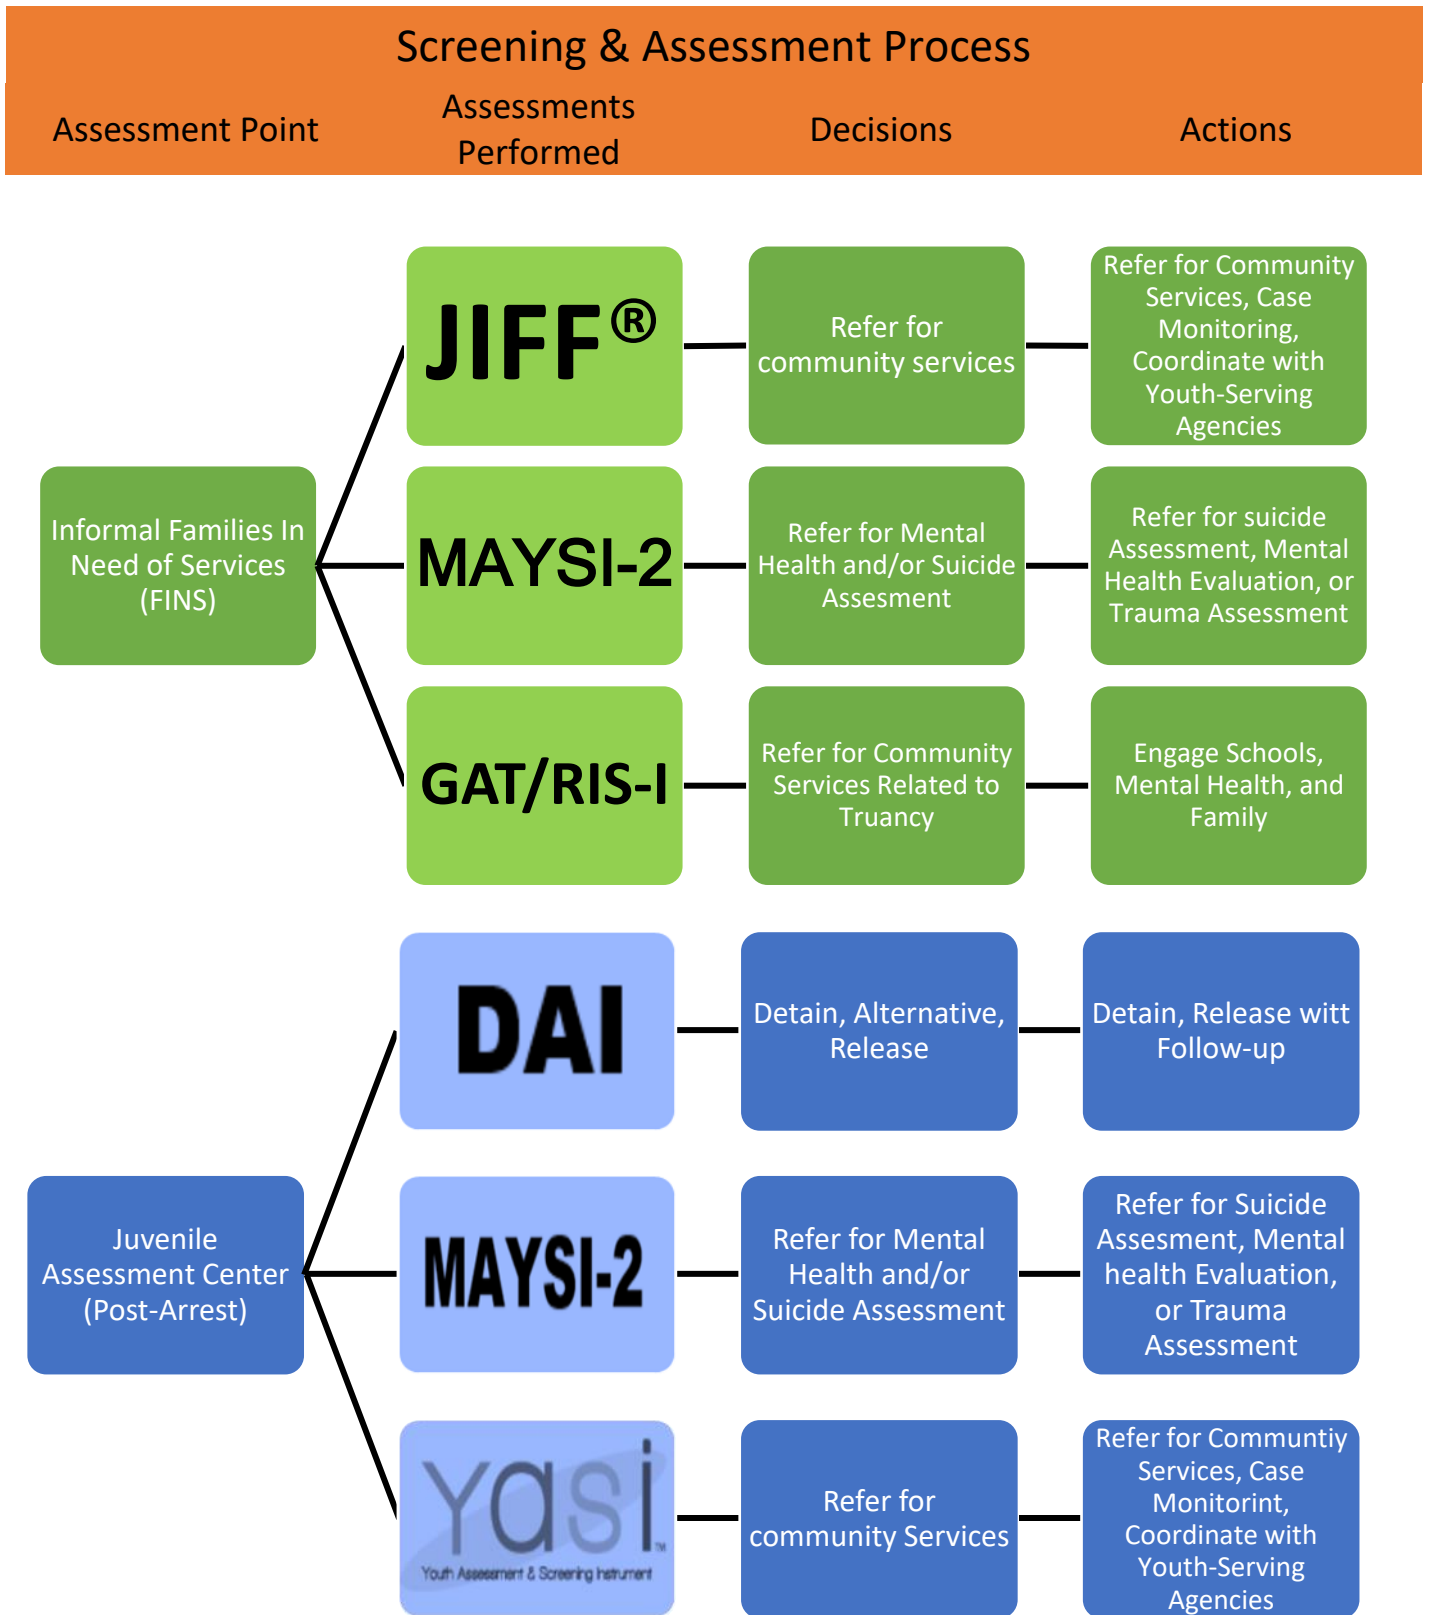 Screening & Assessment Process
Assessment Point
Assessments
Performed
Decisions
Actions
Informal Families In
Need of Services
(FINS)
JIFF®
Refer for
community services
Refer for Community
Services, Case
Monitoring,
Coordinate with
Youth-Serving
Agencies
MAYSI-2
Refer for Mental
Health and/or Suicide
Assesment
Refer for suicide
Assessment, Mental
Health Evaluation, or
Trauma Assessment
GAT/RIS-I
Refer for Community
Services Related to
Truancy
Engage Schools,
Mental Health, and
Family
Juvenile
Assessment Center
(Post-Arrest)
DAI
Detain, Alternative,
Release
Detain, Release witt
Follow-up
MAYSI-2
Refer for Mental
Health and/or
Suicide Assessment
Refer for Suicide
Assesment, Mental
health Evaluation,
or Trauma
Assessment
Yasi™
Youth Assessment & Screening Instrument
Refer for
community Services
Refer for Communtiy
Services, Case
Monitorint,
Coordinate with
Youth-Serving
Agencies